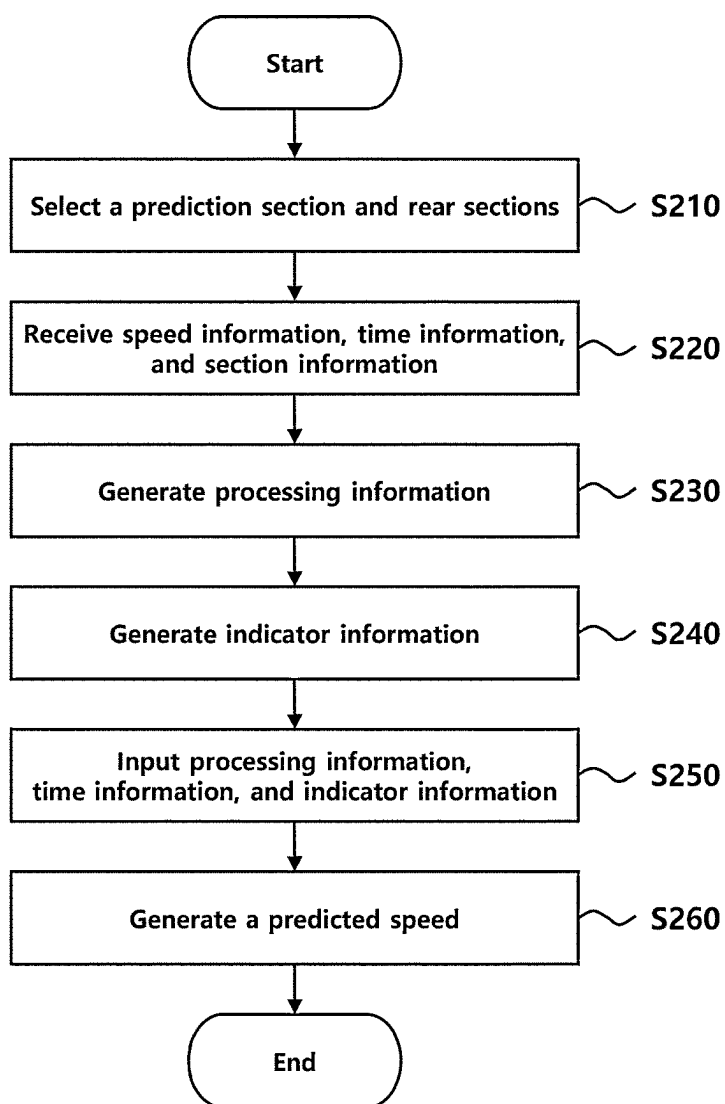 Start
Select a prediction section and rear sections
S210
Receive speed information, time information,
and section information
S220
Generate processing information
S230
Generate indicator information
S240
Input processing information,
time information, and indicator information
S250
Generate a predicted speed
S260
End